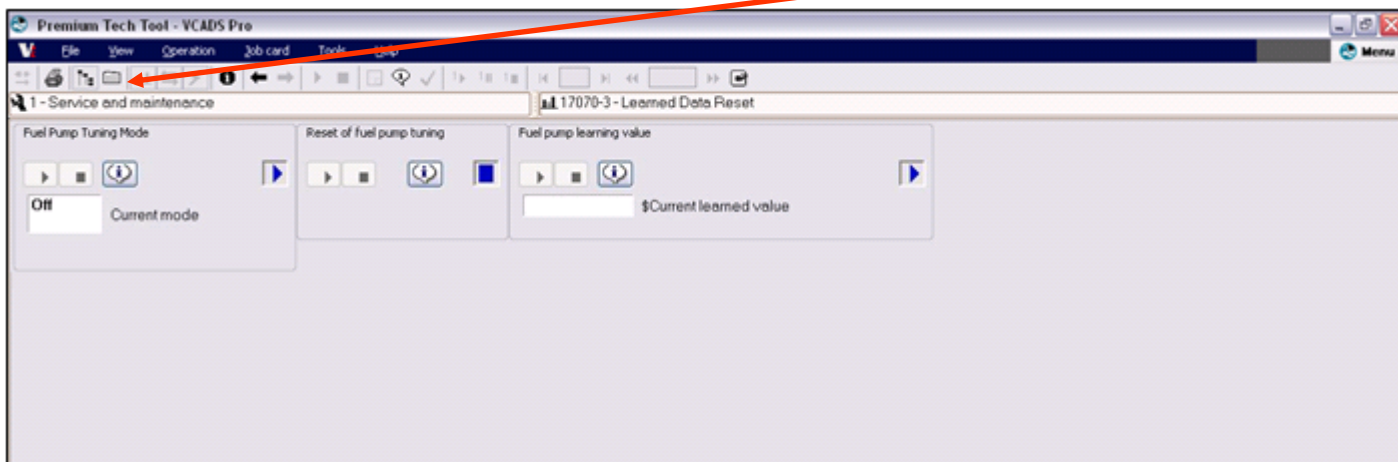 Premium Tech Tool - VCADS Pro
File View Operation Job card Tools Help
Menu
1 - Service and maintenance
17070-3 - Learned Data Reset
Fuel Pump Tuning Mode
Reset of fuel pump tuning
Fuel pump learning value
Off
Current mode
$Current learned value